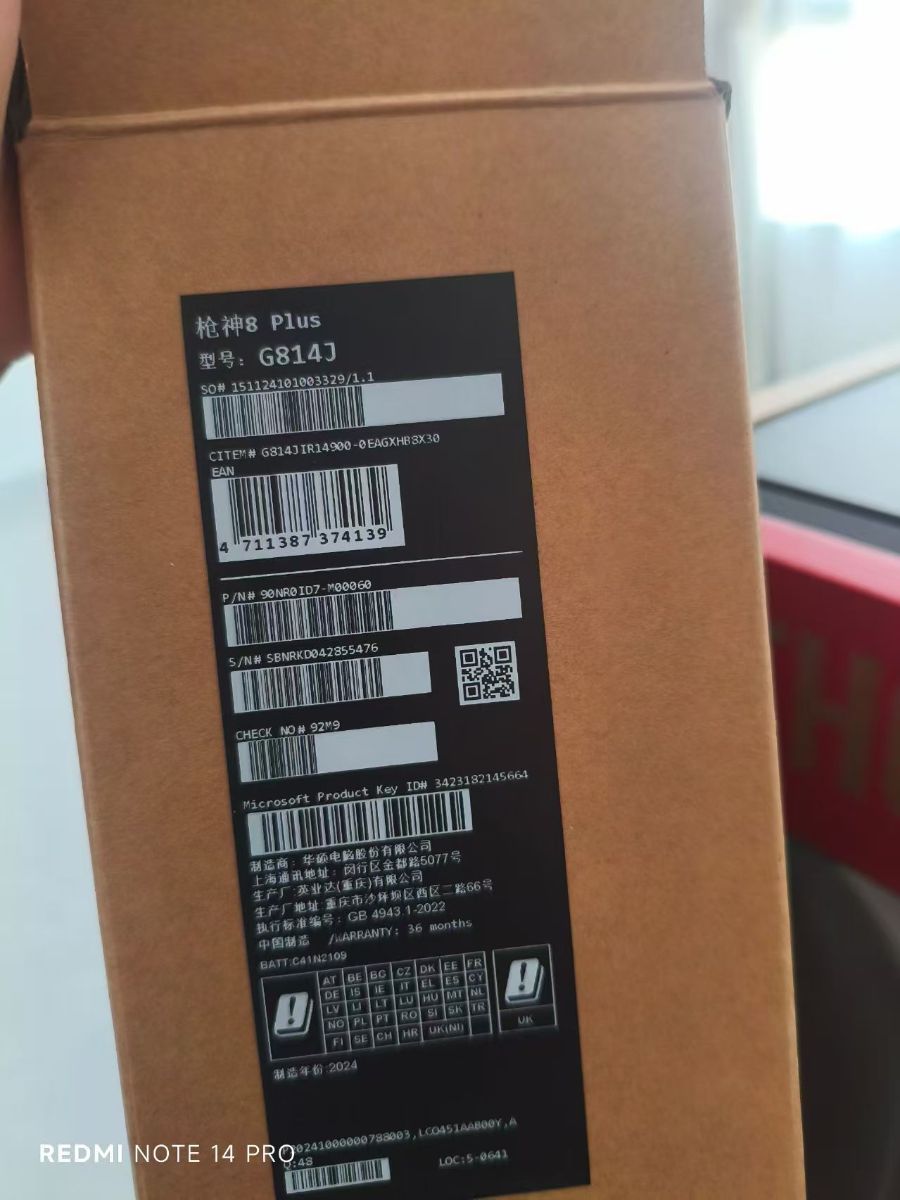 枪神8 Plus
型号: G814J
SO# 151124101003329/1.1
CITEM# G814JIR14900-0EAGXHB8X30
EAN
4 711387 374139
P/N# 90NR0ID7-M00060
S/N# SBNRKD042855476
CHECK NO# 92M9
Microsoft Product Key ID# 3423182145664
制造商: 华硕电脑股份有限公司
上海通讯地址: 闵行区金都路5077号
生产厂: 英业达(重庆)有限公司
生产厂地址: 重庆市沙坪坝区西区二路66号
执行标准编号: GB 4943.1-2022
中国制造 /WARRANTY: 36 months
BATT:C41N2109
AT BE BG CZ DK EE FR
DE IS IE IT EL ES CY
LV LI LT LU HU MT NL
NO PL PT RO SI SK TR
FI SE CH HR UK(NI)
UK
制造年份:2024
0241000000788003,LCO451AAB00Y,A
Q:48
LOC:5-0641
REDMI NOTE 14 PRO